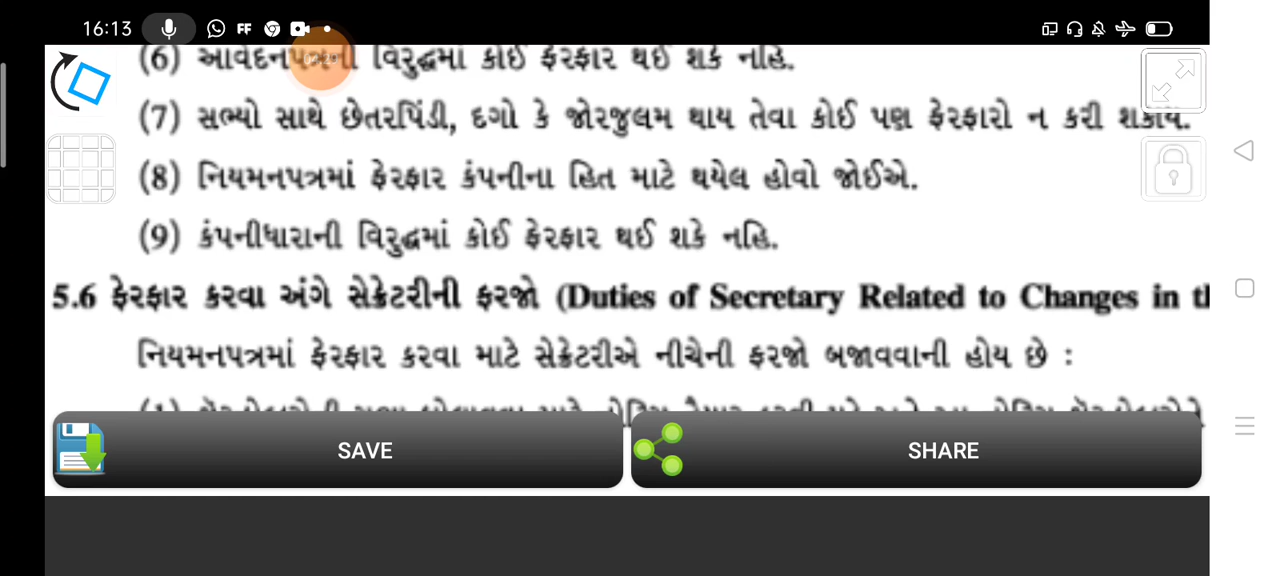 16:13 FF
(6) આવેદનપત્રની વિરુદ્ધમાં કોઈ ફેરફાર થઈ શકે નહિ.
(7) સભ્યો સાથે છેતરપિંડી, દગો કે જોરજુલમ થાય તેવા કોઈ પણ ફેરફારો ન કરી શકાય.
(8) નિયમનપત્રમાં ફેરફાર કંપનીના હિત માટે થયેલ હોવો જોઈએ.
(9) કંપનીધારાની વિરુદ્ધમાં કોઈ ફેરફાર થઈ શકે નહિ.
5.6 ફેરફાર કરવા અંગે સેક્રેટરીની ફરજો (Duties of Secretary Related to Changes in
નિયમનપત્રમાં ફેરફાર કરવા માટે સેક્રેટરીએ નીચેની ફરજો બજાવવાની હોય છે :
SAVE
SHARE